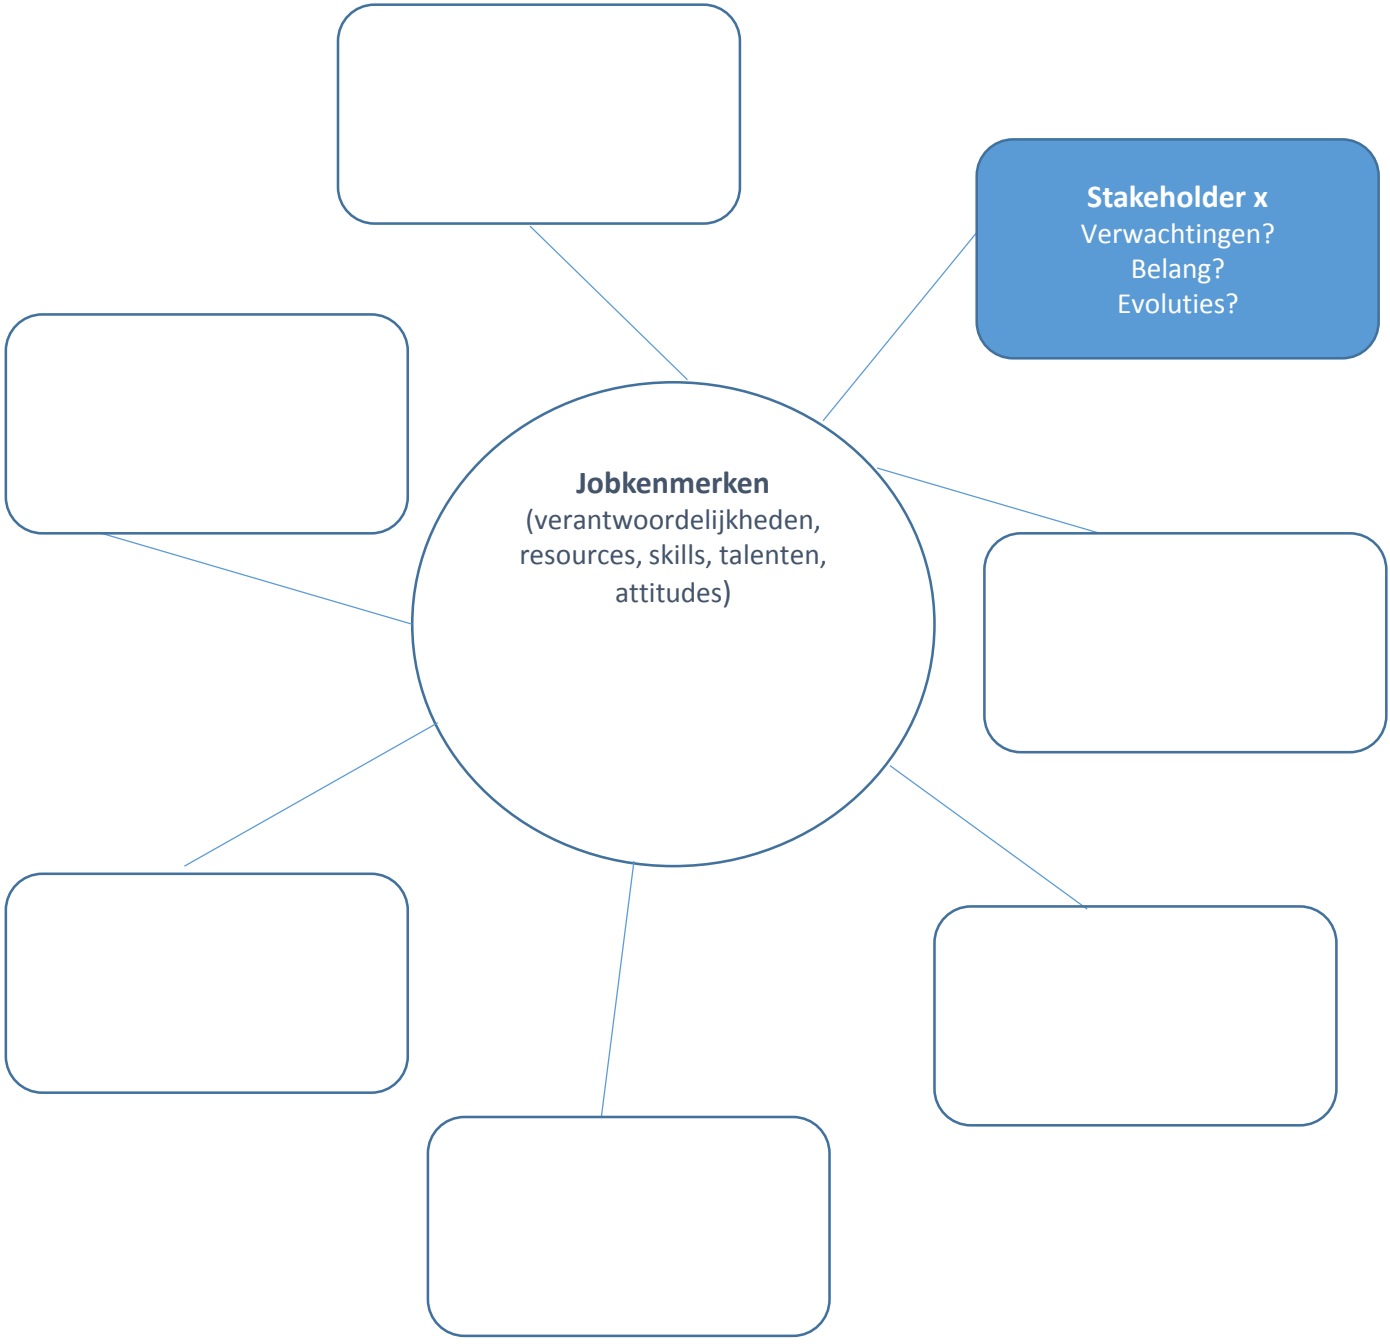 Stakeholder x
Verwachtingen?
Belang?
Evoluties?
Jobkenmerken
(verantwoordelijkheden,
resources, skills, talenten,
attitudes)